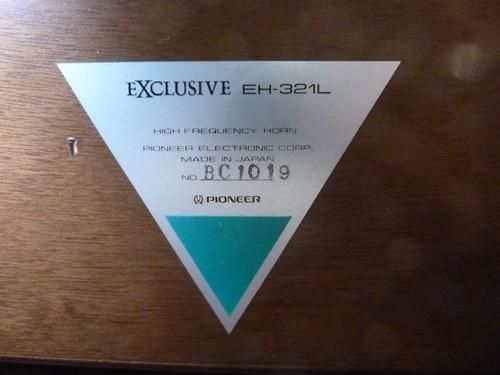 EXCLUSIVE EH-321L
HIGH FREQUENCY HORN
PIONEER ELECTRONIC CORP.
MADE IN JAPAN
NO. BC1019
PIONEER